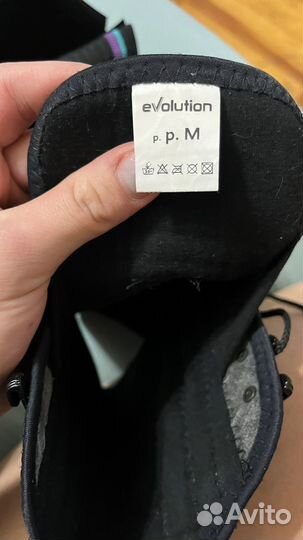 evolution
р. р. М
Avito